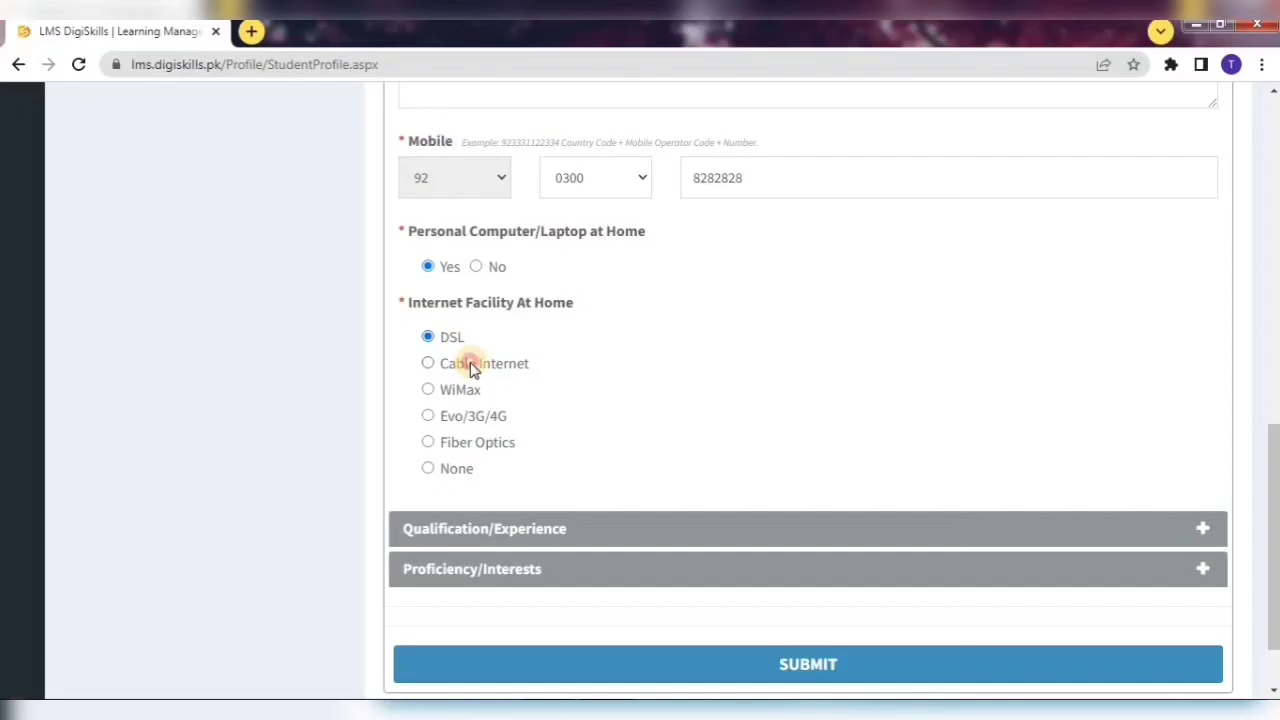 LMS DigiSkills | Learning Manage
lms.digiskills.pk/Profile/StudentProfile.aspx
T
* Mobile Example: 923331122334 Country Code + Mobile Operator Code + Number.
92 0300 8282828
* Personal Computer/Laptop at Home
Yes No
* Internet Facility At Home
DSL
Cable Internet
WiMax
Evo/3G/4G
Fiber Optics
None
Qualification/Experience
Proficiency/Interests
SUBMIT